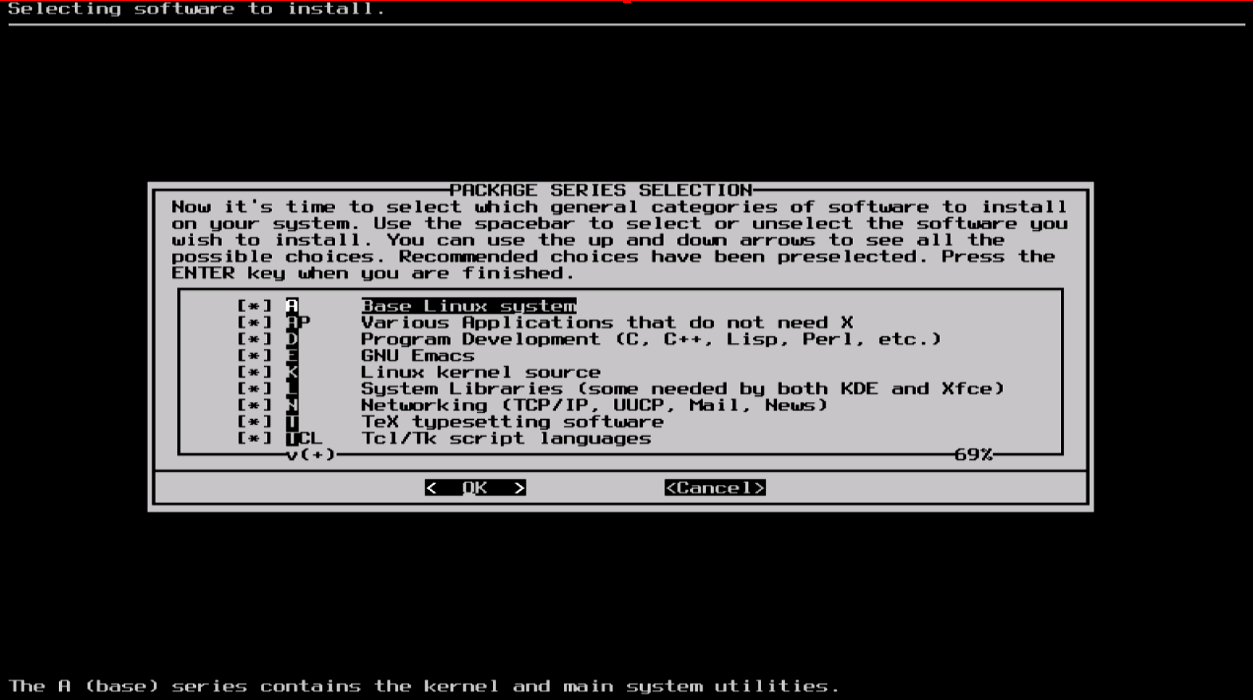 Selecting software to install.
PACKAGE SERIES SELECTION
Now it's time to select which general categories of software to install
on your system. Use the spacebar to select or unselect the software you
wish to install. You can use the up and down arrows to see all the
possible choices. Recommended choices have been preselected. Press the
ENTER key when you are finished.
[*] A Base Linux system
[*] AP Various Applications that do not need X
[*] D Program Development (C, C++, Lisp, Perl, etc.)
[*] E GNU Emacs
[*] K Linux kernel source
[*] L System Libraries (some needed by both KDE and Xfce)
[*] N Networking (TCP/IP, UUCP, Mail, News)
[*] T TeX typesetting software
[*] TCL Tcl/Tk script languages
v(+) 69%
< OK > <Cancel>
The A (base) series contains the kernel and main system utilities.